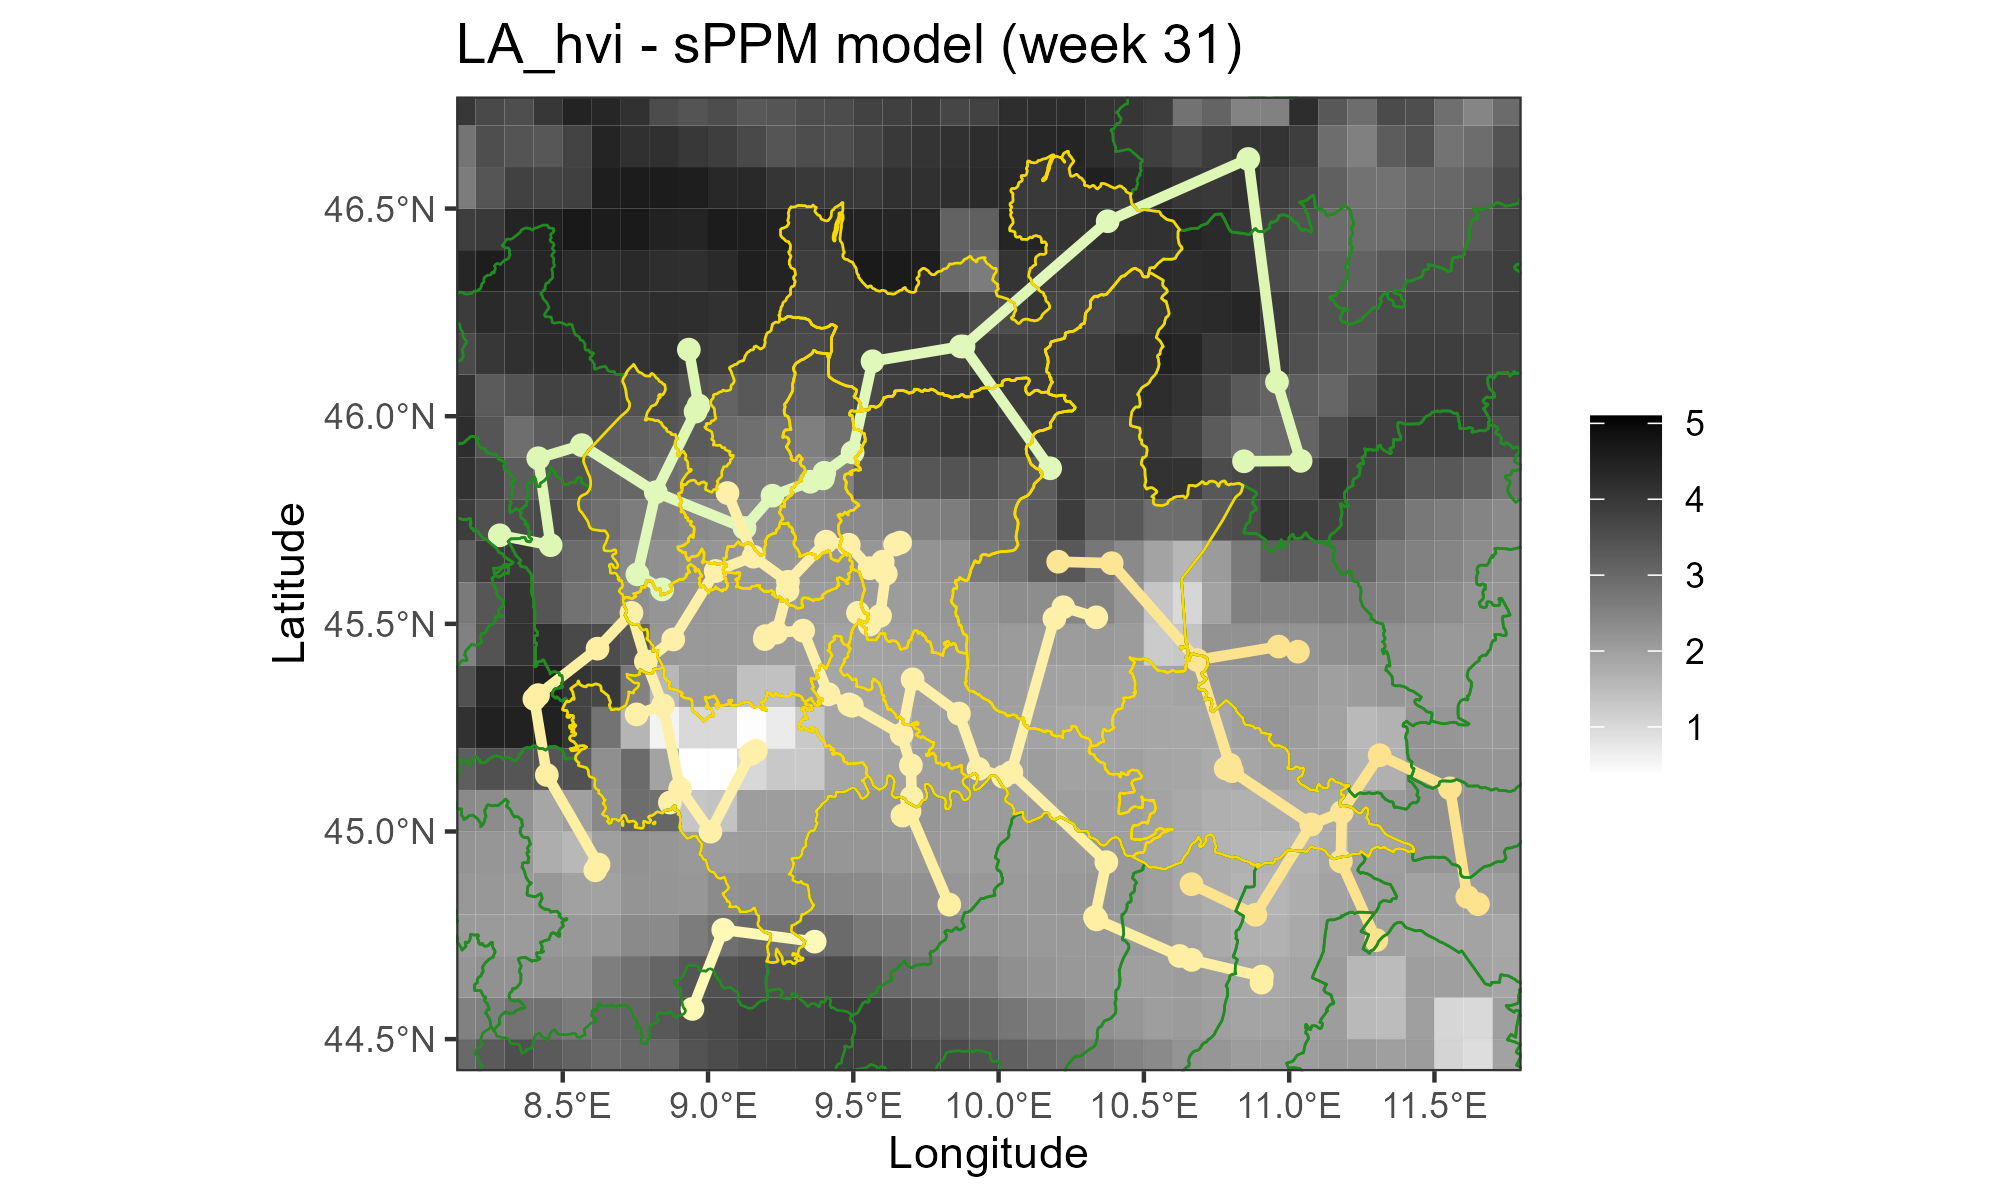 LA_hvi - sPPM model (week 31)
46.5°N
46.0°N
45.5°N
45.0°N
44.5°N
Latitude
8.5°E 9.0°E 9.5°E 10.0°E 10.5°E 11.0°E 11.5°E
Longitude
5
4
3
2
1